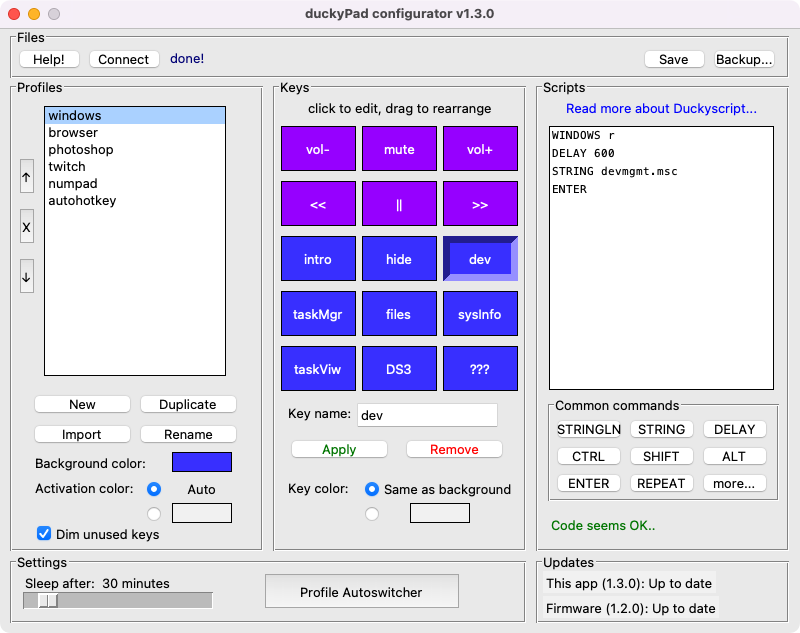 duckyPad configurator v1.3.0
Files
Help!
Connect
done!
Save
Backup...
Profiles
windows
browser
photoshop
twitch
numpad
autohotkey
↑
X
↓
New
Duplicate
Import
Rename
Background color:
Activation color:
Auto
Dim unused keys
Keys
click to edit, drag to rearrange
vol-
mute
vol+
<<
||
>>
intro
hide
dev
taskMgr
files
sysInfo
taskViw
DS3
???
Key name:
dev
Apply
Remove
Key color:
Same as background
Scripts
Read more about Duckyscript...
WINDOWS r
DELAY 600
STRING devmgmt.msc
ENTER
Common commands
STRINGLN
STRING
DELAY
CTRL
SHIFT
ALT
ENTER
REPEAT
more...
Code seems OK..
Settings
Sleep after: 30 minutes
Profile Autoswitcher
Updates
This app (1.3.0): Up to date
Firmware (1.2.0): Up to date